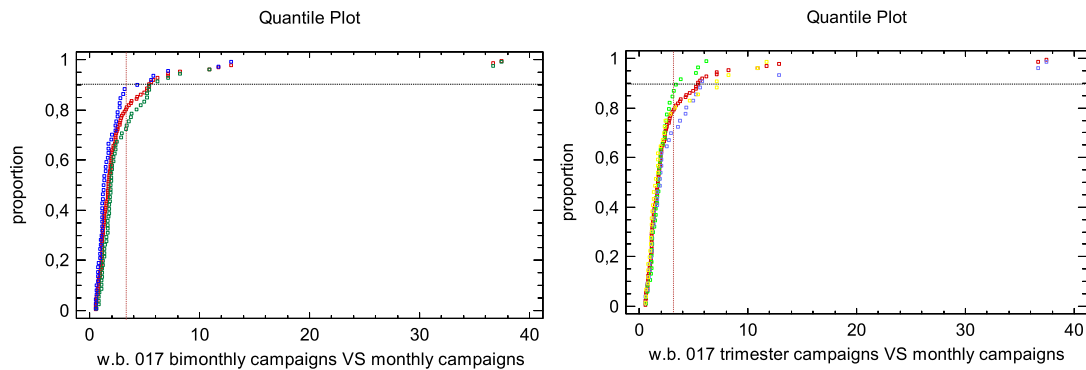 Quantile Plot
1
0,8
0,6
0,4
0,2
0
proportion
0 10 20 30 40
w.b. 017 bimonthly campaigns VS monthly campaigns
Quantile Plot
1
0,8
0,6
0,4
0,2
0
proportion
0 10 20 30 40
w.b. 017 trimester campaigns VS monthly campaigns